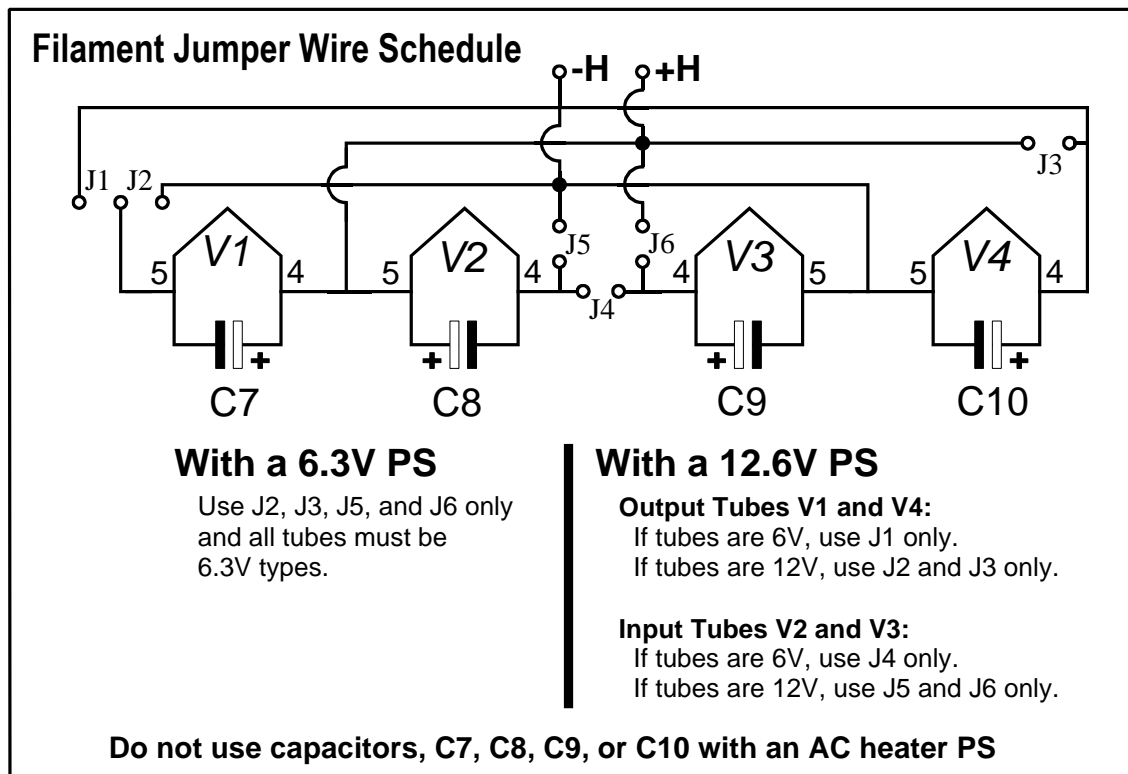 Filament Jumper Wire Schedule
-H +H
J3
J1 J2
V1 V2 J5 J6 V3 V4
5 4 5 4 4 5 5 4
J4
+ + + +
C7 C8 C9 C10
With a 6.3V PS
Use J2, J3, J5, and J6 only
and all tubes must be
6.3V types.
With a 12.6V PS
Output Tubes V1 and V4:
If tubes are 6V, use J1 only.
If tubes are 12V, use J2 and J3 only.
Input Tubes V2 and V3:
If tubes are 6V, use J4 only.
If tubes are 12V, use J5 and J6 only.
Do not use capacitors, C7, C8, C9, or C10 with an AC heater PS